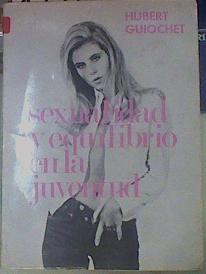 HUBERT
GUIOCHET
sexualidad
y equilibrio
en la
juventud